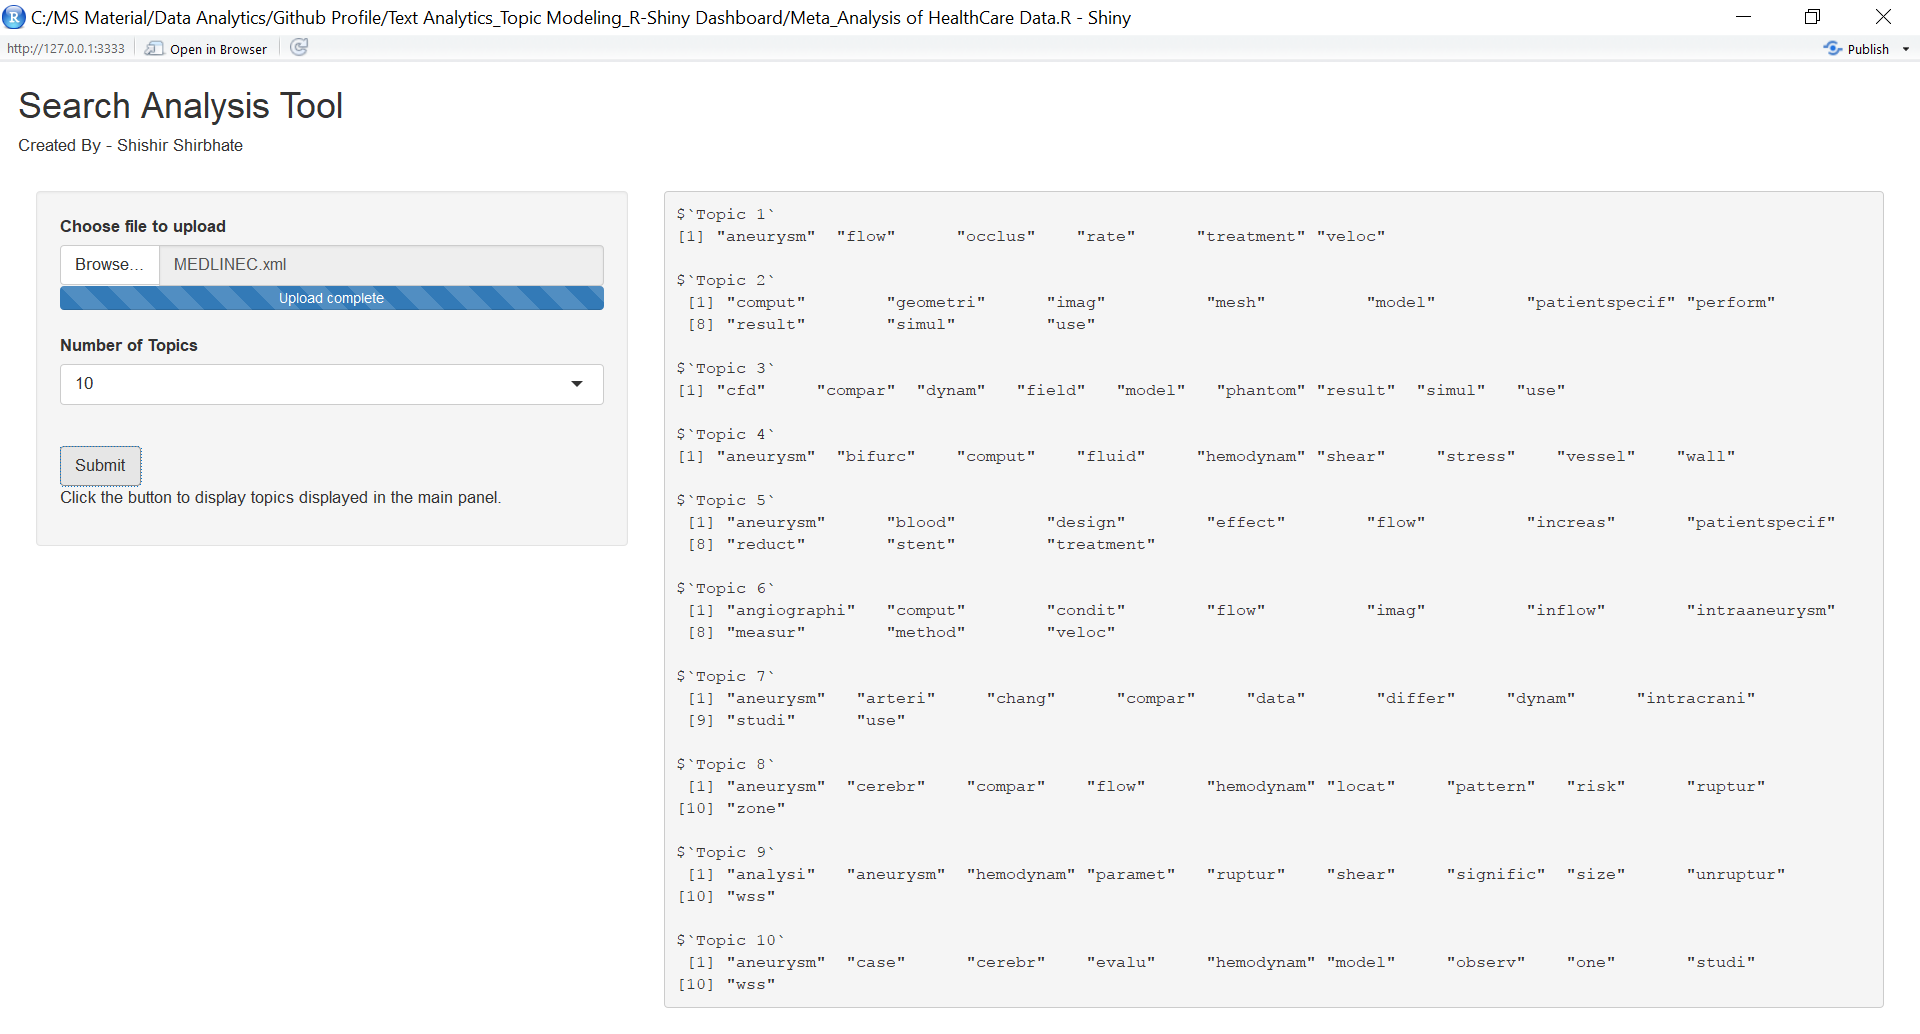 C:/MS Material/Data Analytics/Github Profile/Text Analytics_Topic Modeling_R-Shiny Dashboard/Meta_Analysis of HealthCare Data.R - Shiny
http://127.0.0.1:3333 Open in Browser Publish
Search Analysis Tool
Created By - Shishir Shirbhate
Choose file to upload
Browse... MEDLINEC.xml
Upload complete
Number of Topics
10
Submit
Click the button to display topics displayed in the main panel.
$`Topic 1`
[1] "aneurysm" "flow" "occlus" "rate" "treatment" "veloc"
$`Topic 2`
[1] "comput" "geometri" "imag" "mesh" "model" "patientspecif" "perform"
[8] "result" "simul" "use"
$`Topic 3`
[1] "cfd" "compar" "dynam" "field" "model" "phantom" "result" "simul" "use"
$`Topic 4`
[1] "aneurysm" "bifurc" "comput" "fluid" "hemodynam" "shear" "stress" "vessel" "wall"
$`Topic 5`
[1] "aneurysm" "blood" "design" "effect" "flow" "increas" "patientspecif"
[8] "reduct" "stent" "treatment"
$`Topic 6`
[1] "angiographi" "comput" "condit" "flow" "imag" "inflow" "intraaneurysm"
[8] "measur" "method" "veloc"
$`Topic 7`
[1] "aneurysm" "arteri" "chang" "compar" "data" "differ" "dynam" "intracrani"
[9] "studi" "use"
$`Topic 8`
[1] "aneurysm" "cerebr" "compar" "flow" "hemodynam" "locat" "pattern" "risk" "ruptur"
[10] "zone"
$`Topic 9`
[1] "analysi" "aneurysm" "hemodynam" "paramet" "ruptur" "shear" "signific" "size" "unruptur"
[10] "wss"
$`Topic 10`
[1] "aneurysm" "case" "cerebr" "evalu" "hemodynam" "model" "observ" "one" "studi"
[10] "wss"